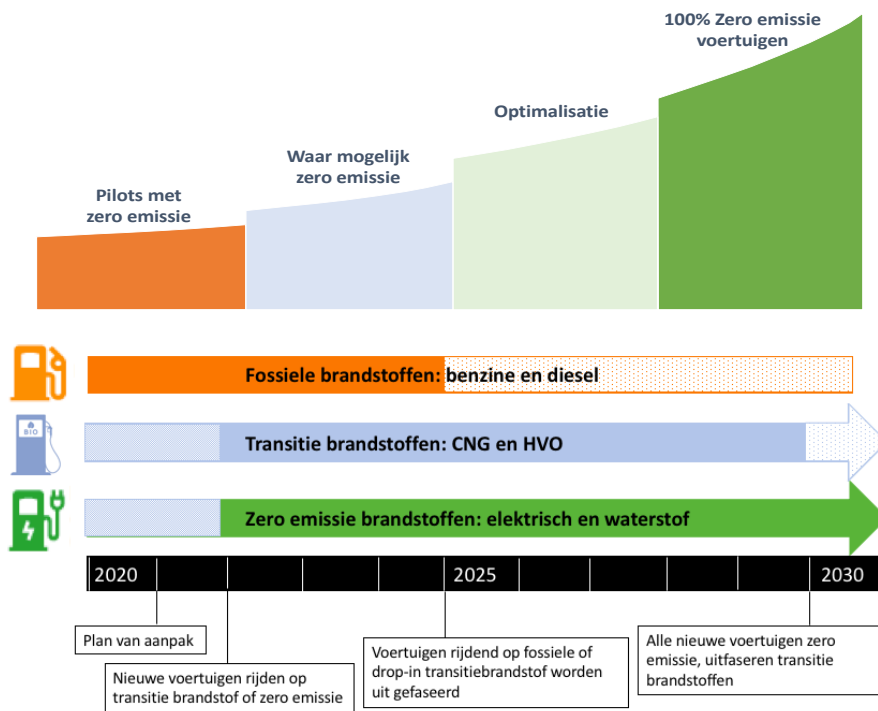 100% Zero emissie
voertuigen
Optimalisatie
Waar mogelijk
zero emissie
Pilots met
zero emissie
Fossiele brandstoffen: benzine en diesel
BIO
Transitie brandstoffen: CNG en HVO
Zero emissie brandstoffen: elektrisch en waterstof
2020
2025
2030
Plan van aanpak
Nieuwe voertuigen rijden op
transitie brandstof of zero emissie
Voertuigen rijdend op fossiele of
drop-in transitiebrandstof worden
uit gefaseerd
Alle nieuwe voertuigen zero
emissie, uitfaseren transitie
brandstoffen